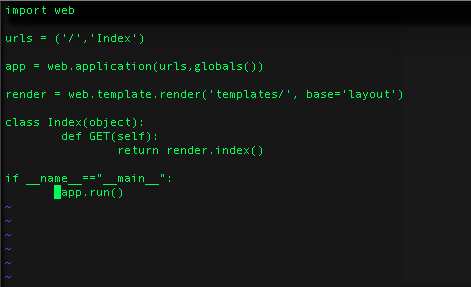 import web
urls = ('/','Index')
app = web.application(urls,globals())
render = web.template.render('templates/', base='layout')
class Index(object):
        def GET(self):
                return render.index()
if __name__=="__main__":
        app.run()
~
~
~
~
~
~